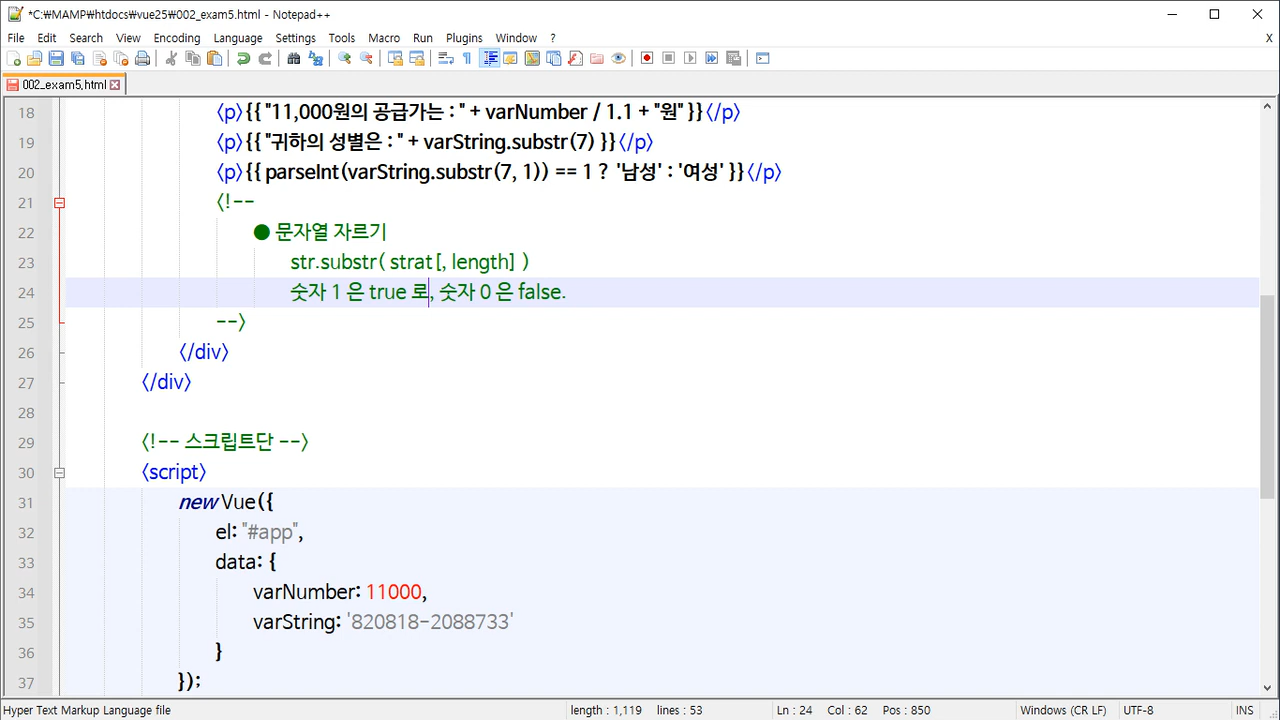 *C:₩MAMP₩htdocs₩vue25₩002_exam5.html - Notepad++
File Edit Search View Encoding Language Settings Tools Macro Run Plugins Window ? X
002_exam5.html
18 <p>{{ "11,000원의 공급가는 : " + varNumber / 1.1 + "원" }}</p>
19 <p>{{ "귀하의 성별은 : " + varString.substr(7) }}</p>
20 <p>{{ parseInt(varString.substr(7, 1)) == 1 ? '남성' : '여성' }}</p>
21 <!--
22 ● 문자열 자르기
23 str.substr( strat[, length] )
24 숫자 1 은 true 로, 숫자 0 은 false.
25 -->
26 </div>
27 </div>
28
29 <!-- 스크립트단 -->
30 <script>
31 new Vue({
32 el: "#app",
33 data: {
34 varNumber: 11000,
35 varString: '820818-2088733'
36 }
37 });
Hyper Text Markup Language file length : 1,119 lines : 53 Ln : 24 Col : 62 Pos : 850 Windows (CR LF) UTF-8 INS